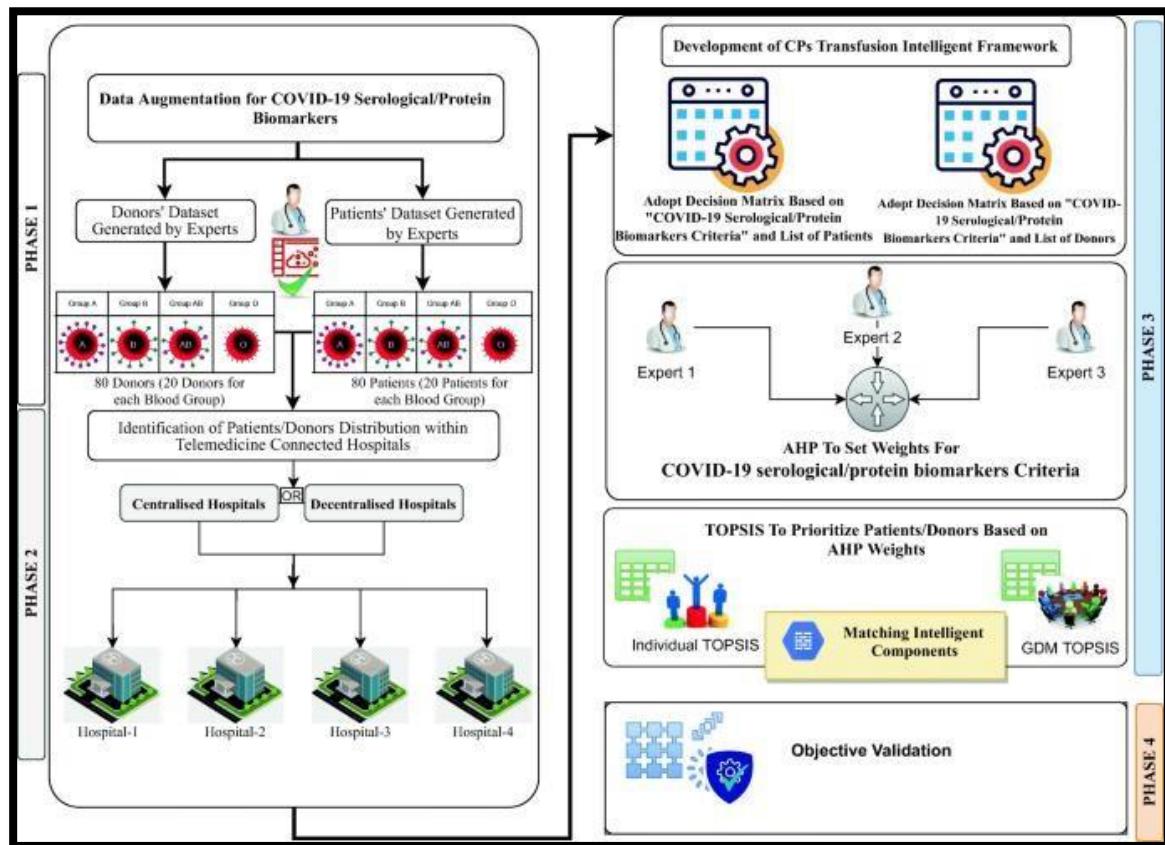 PHASE 1
Data Augmentation for COVID-19 Serological/Protein
Biomarkers
Donors' Dataset
Generated by Experts
Patients' Dataset Generated
by Experts
Group A
Group B
Group AB
Group O
A
B
AB
O
Group A
Group B
Group AB
Group O
A
B
AB
O
80 Donors (20 Donors for
each Blood Group)
80 Patients (20 Patients for
each Blood Group)
PHASE 2
Identification of Patients/Donors Distribution within
Telemedicine Connected Hospitals
Centralised Hospitals
OR
Decentralised Hospitals
Hospital-1
Hospital-2
Hospital-3
Hospital-4
PHASE 3
Development of CPs Transfusion Intelligent Framework
Adopt Decision Matrix Based on
"COVID-19 Serological/Protein
Biomarkers Criteria" and List of Patients
Adopt Decision Matrix Based on "COVID-
19 Serological/Protein
Biomarkers Criteria" and List of Donors
Expert 1
Expert 2
Expert 3
AHP To Set Weights For
COVID-19 serological/protein biomarkers Criteria
TOPSIS To Prioritize Patients/Donors Based on
AHP Weights
Individual TOPSIS
Matching Intelligent
Components
GDM TOPSIS
PHASE 4
Objective Validation